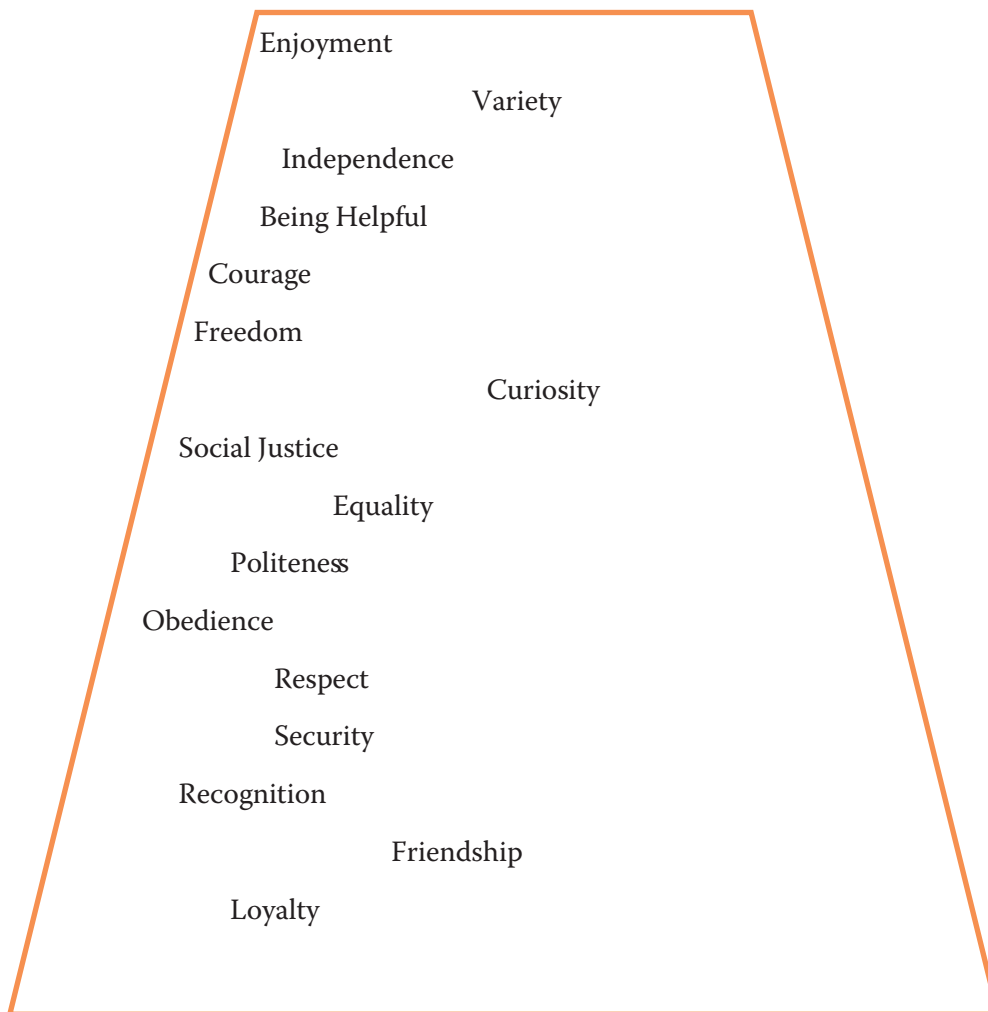 Enjoyment
Variety
Independence
Being Helpful
Courage
Freedom
Curiosity
Social Justice
Equality
Politeness
Obedience
Respect
Security
Recognition
Friendship
Loyalty